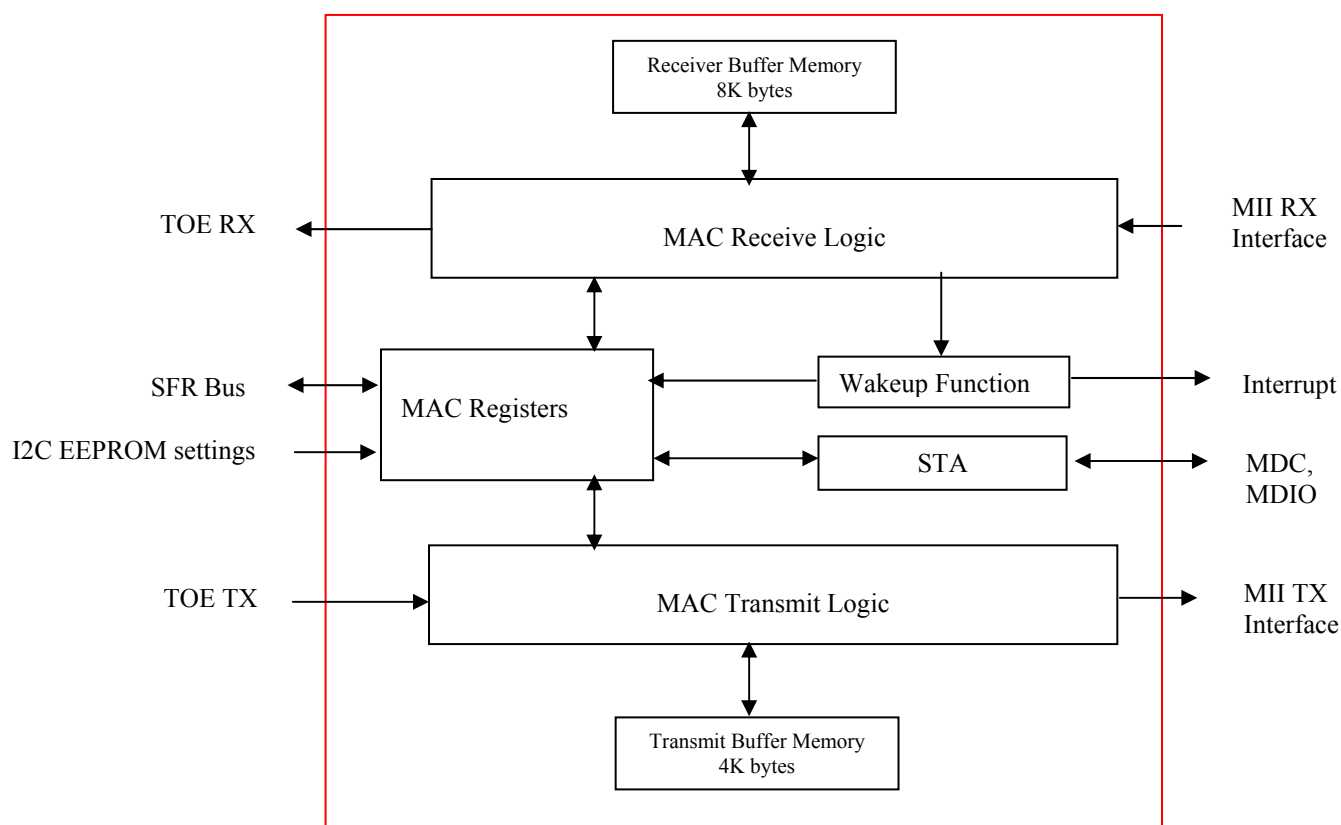 Receiver Buffer Memory
8K bytes
TOE RX
MAC Receive Logic
MII RX
Interface
SFR Bus
MAC Registers
Wakeup Function
Interrupt
I2C EEPROM settings
STA
MDC,
MDIO
TOE TX
MAC Transmit Logic
MII TX
Interface
Transmit Buffer Memory
4K bytes